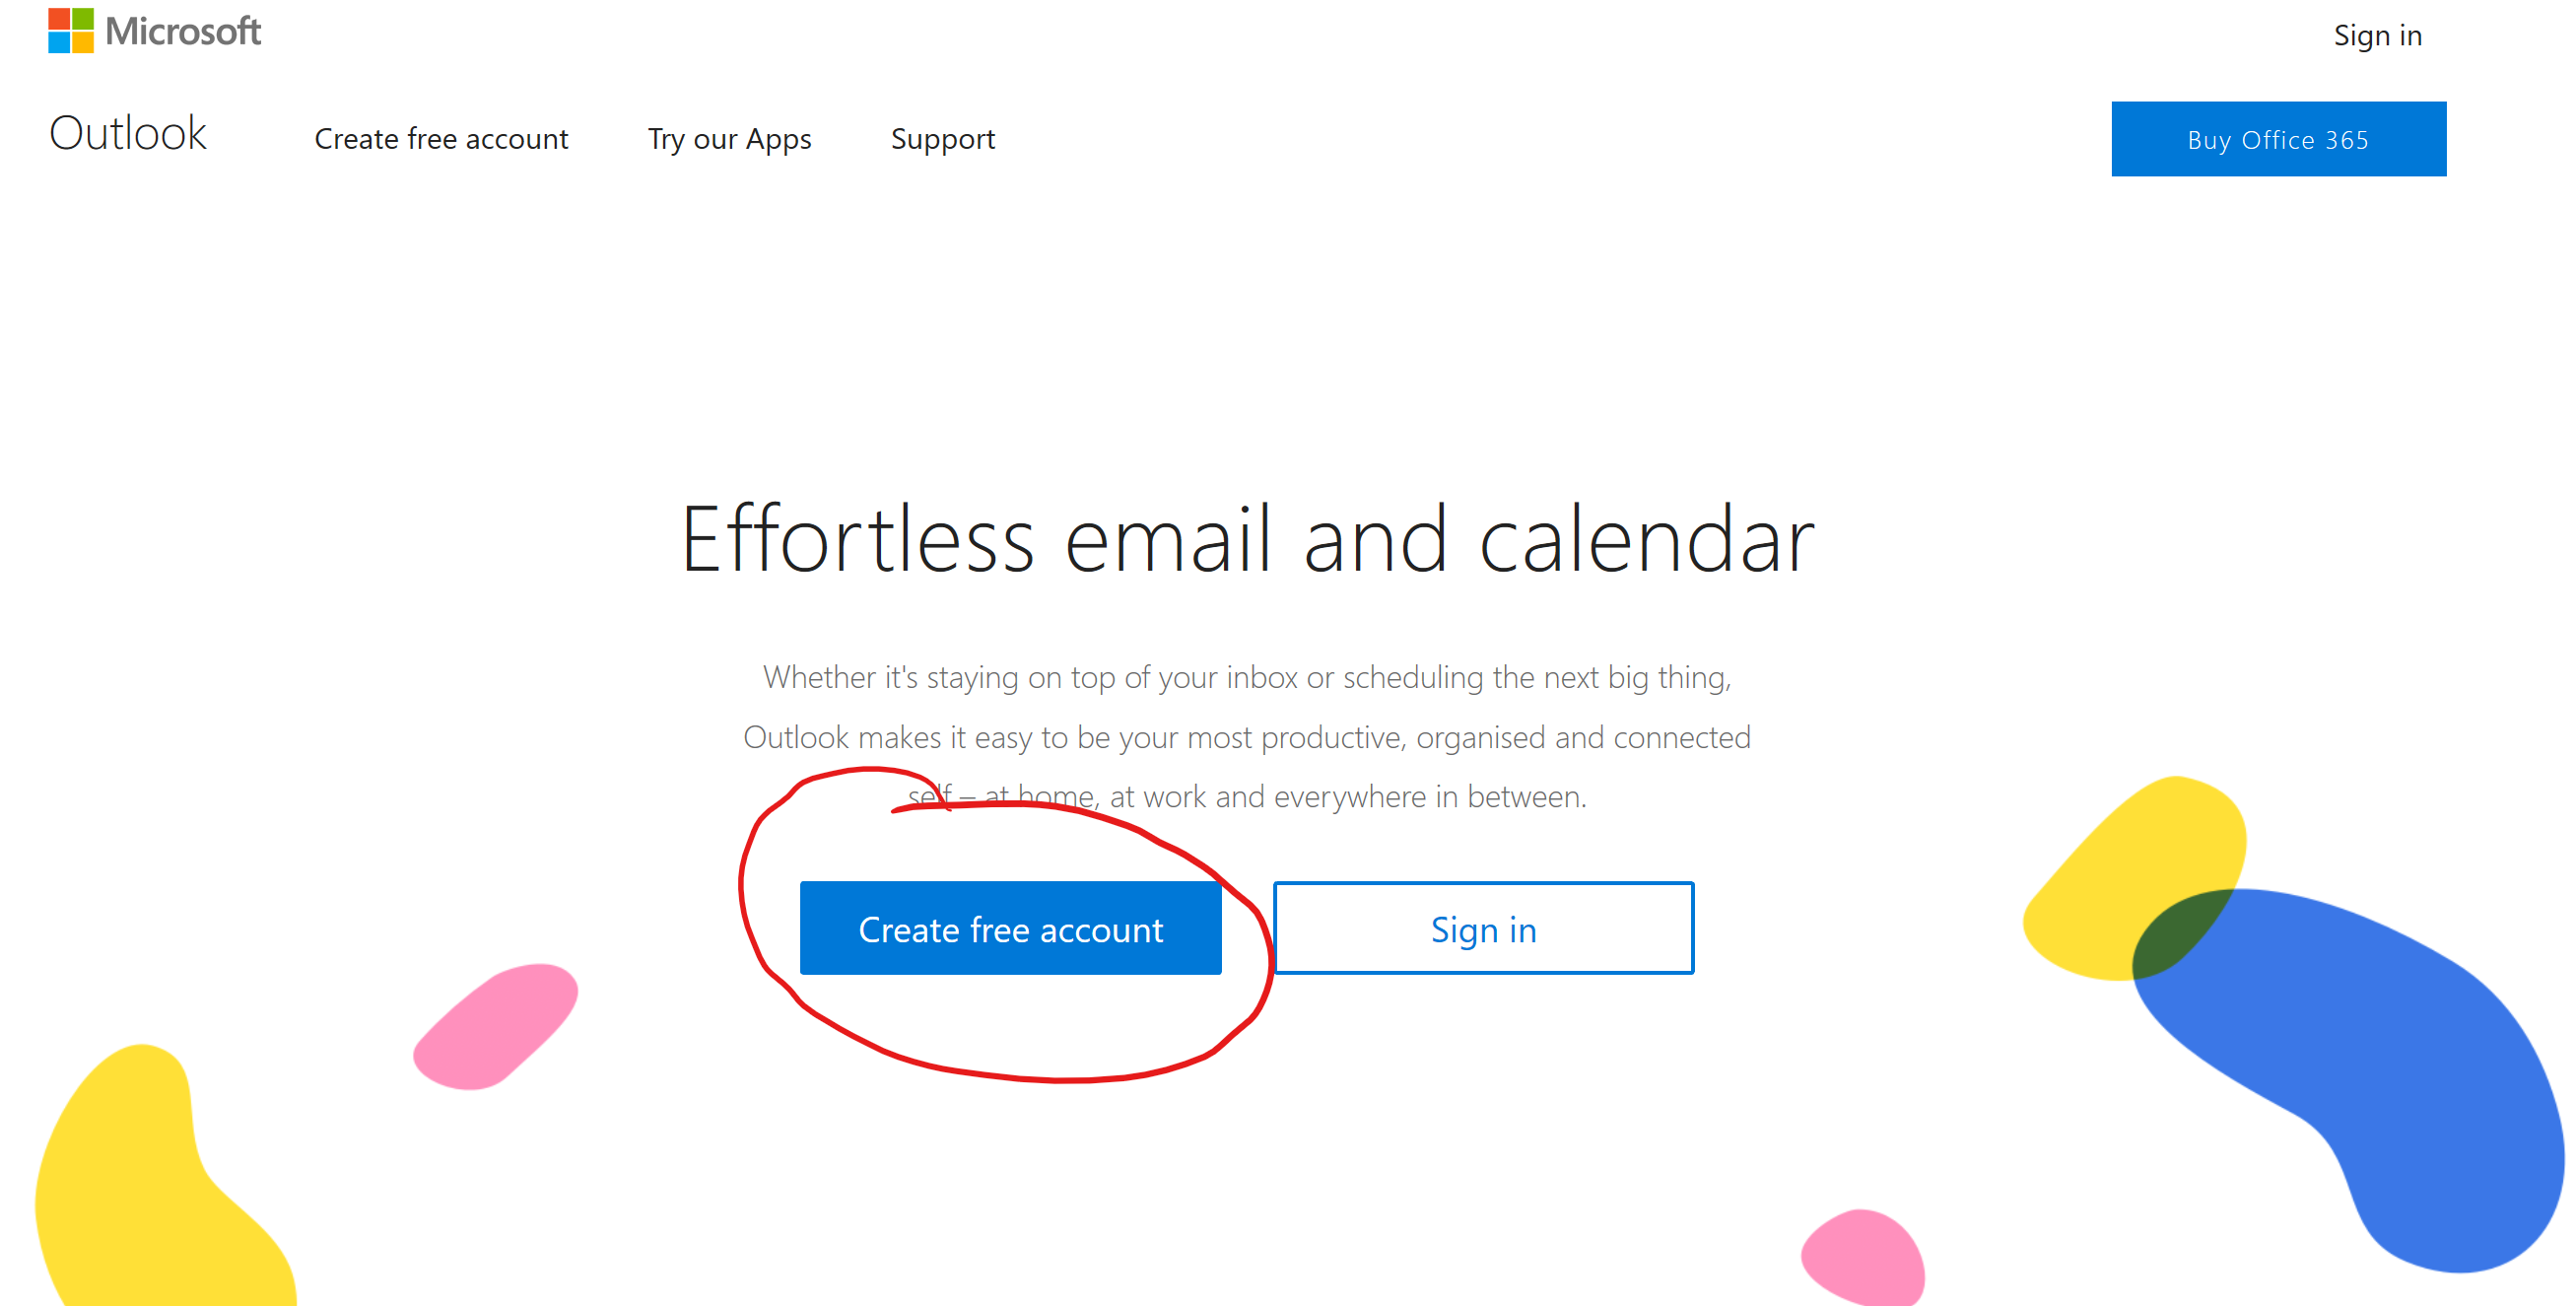 Microsoft
Sign in
Outlook
Create free account
Try our Apps
Support
Buy Office 365
Effortless email and calendar
Whether it's staying on top of your inbox or scheduling the next big thing,
Outlook makes it easy to be your most productive, organised and connected
self – at home, at work and everywhere in between.
Create free account
Sign in